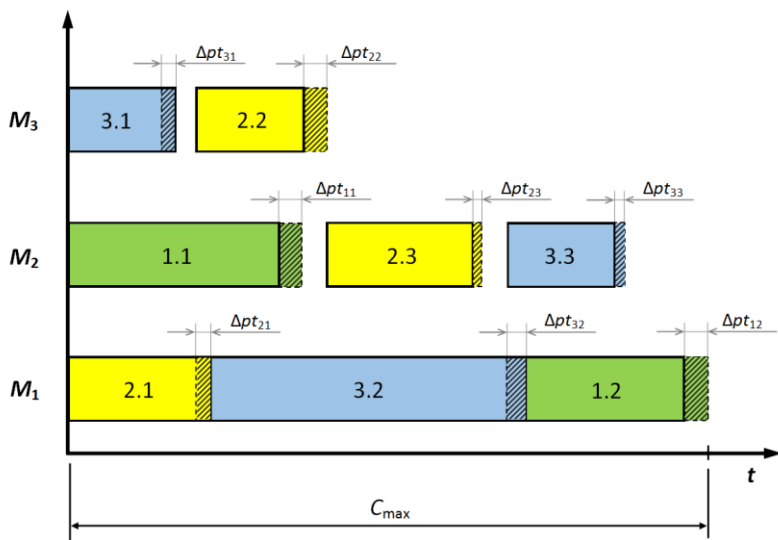 Δpt₃₁ Δpt₂₂
M₃ 3.1 2.2
Δpt₁₁ Δpt₂₃ Δpt₃₃
M₂ 1.1 2.3 3.3
Δpt₂₁ Δpt₃₂ Δpt₁₂
M₁ 2.1 3.2 1.2
t
Cmax